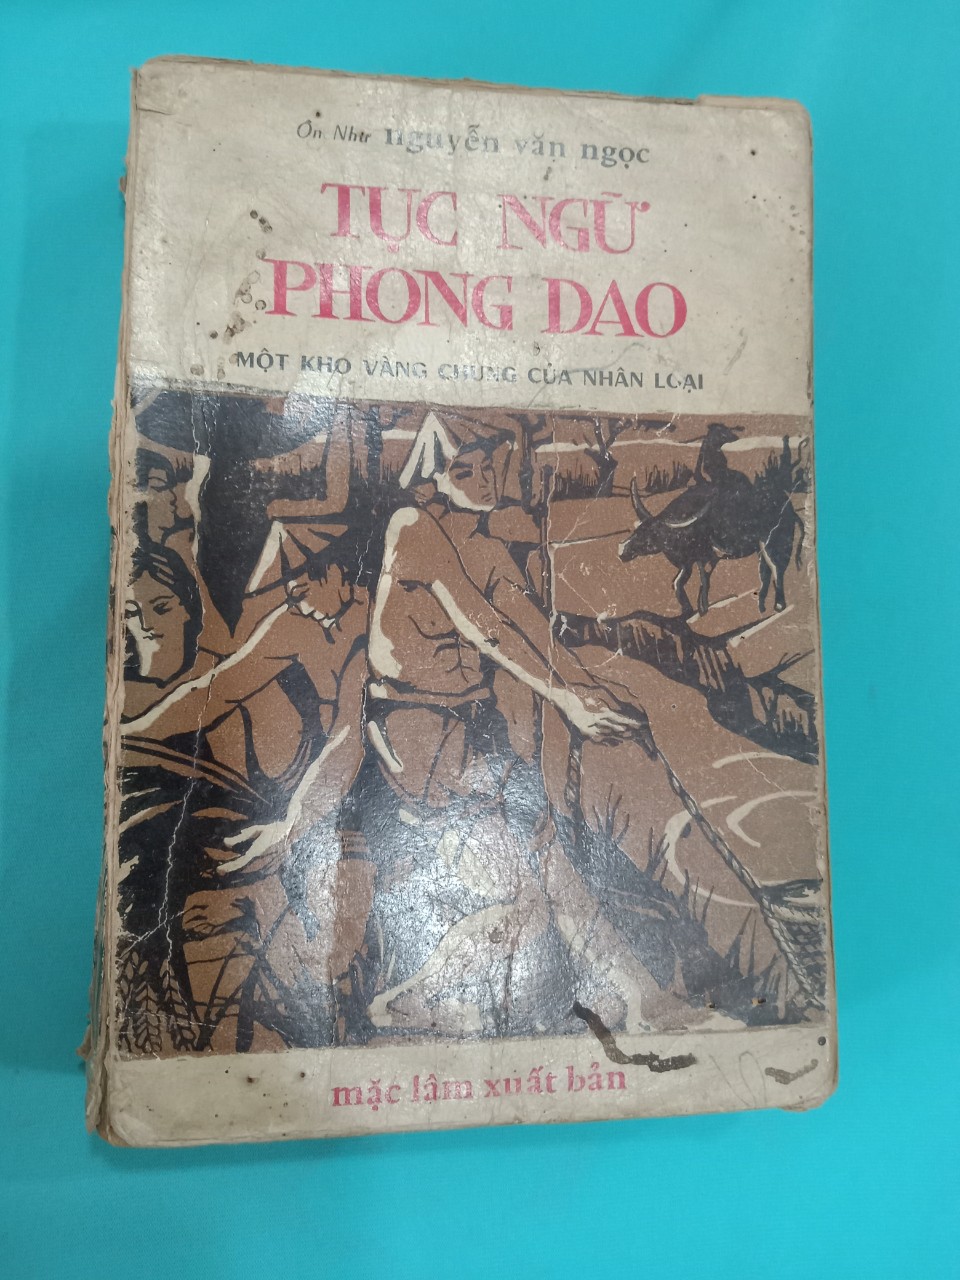 Ôn Như nguyễn văn ngọc
TỤC NGỮ
PHONG DAO
MỘT KHO VÀNG CHUNG CỦA NHÂN LOẠI
mặc lâm xuất bản